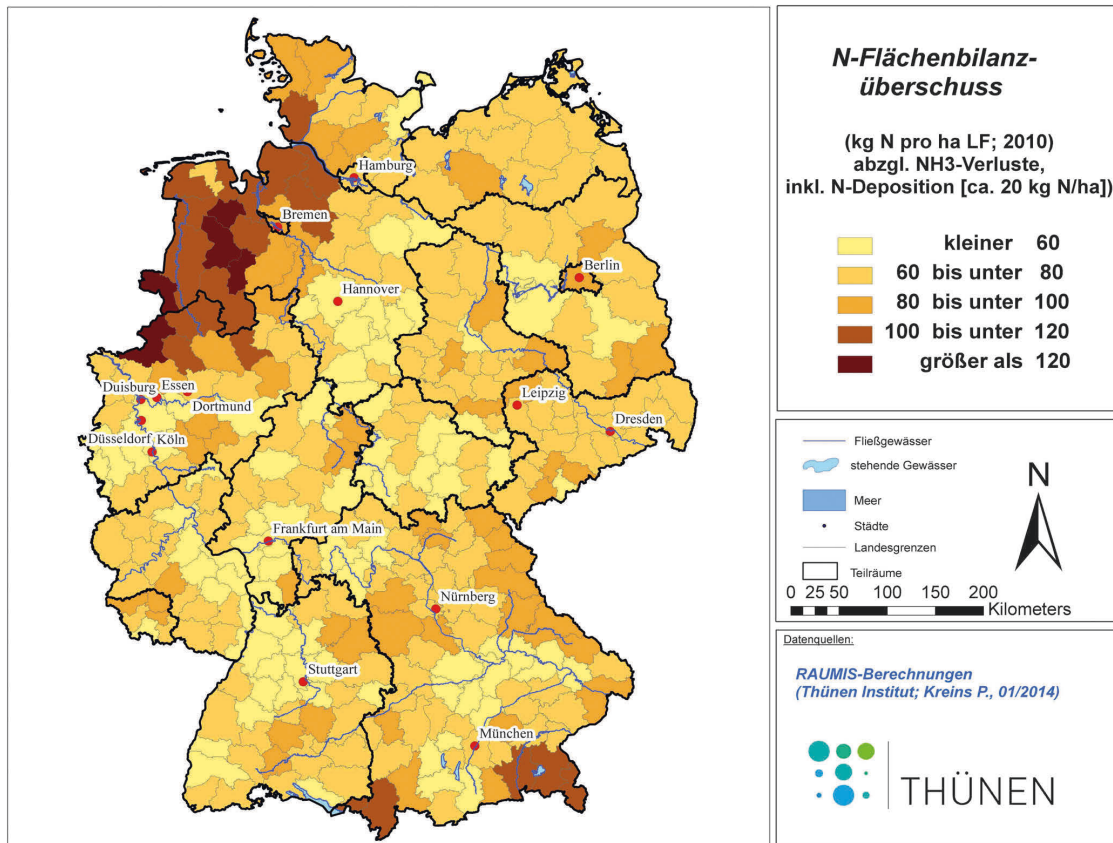 Hamburg
Bremen
Berlin
Hannover
Duisburg
Essen
Dortmund
Leipzig
Dresden
Düsseldorf
Köln
Frankfurt am Main
Nürnberg
Stuttgart
München
N-Flächenbilanz-
überschuss
(kg N pro ha LF; 2010)
abzgl. NH3-Verluste,
inkl. N-Deposition [ca. 20 kg N/ha])
kleiner 60
60 bis unter 80
80 bis unter 100
100 bis unter 120
größer als 120
Fließgewässer
stehende Gewässer
Meer
Städte
Landesgrenzen
Teilräume
N
0 25 50 100 150 200
Kilometers
Datenquellen:
RAUMIS-Berechnungen
(Thünen Institut; Kreins P., 01/2014)
THÜNEN